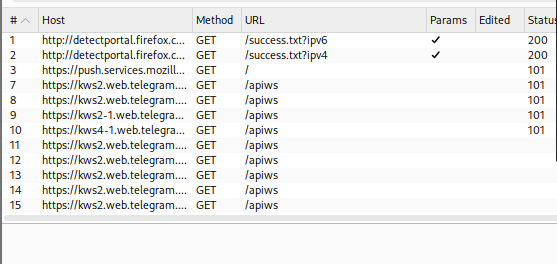 # Host Method URL Params Edited Status
1 http://detectportal.firefox.c... GET /success.txt?ipv6 ✓ 200
2 http://detectportal.firefox.c... GET /success.txt?ipv4 ✓ 200
3 https://push.services.mozill... GET / 101
7 https://kws2.web.telegram.... GET /apiws 101
8 https://kws2.web.telegram.... GET /apiws 101
9 https://kws2-1.web.telegra... GET /apiws 101
10 https://kws4-1.web.telegra... GET /apiws 101
11 https://kws2.web.telegram.... GET /apiws
12 https://kws2.web.telegram.... GET /apiws
13 https://kws2.web.telegram.... GET /apiws
14 https://kws2.web.telegram.... GET /apiws
15 https://kws2.web.telegram.... GET /apiws